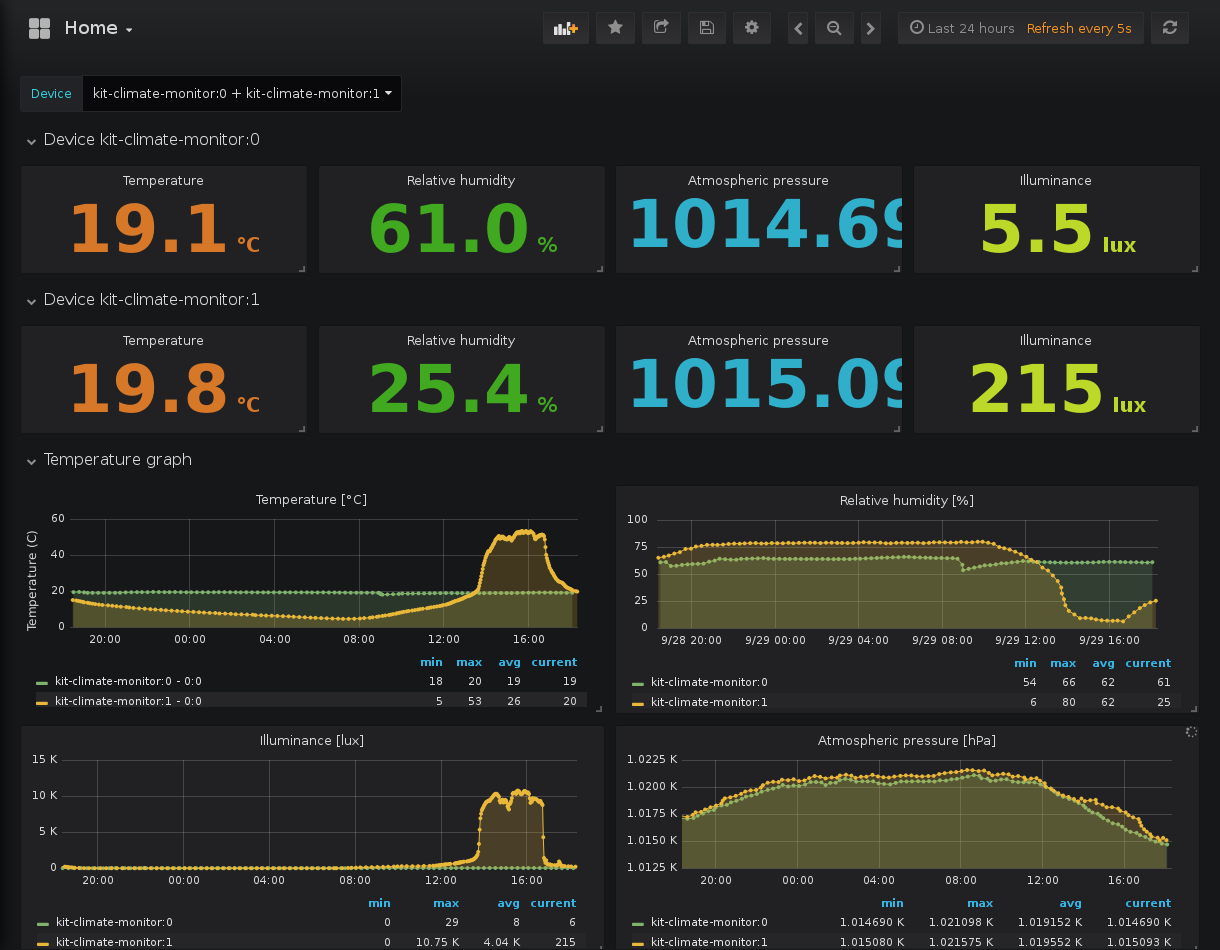 Home
Last 24 hours Refresh every 5s
Device kit-climate-monitor:0 + kit-climate-monitor:1
Device kit-climate-monitor:0
Temperature Relative humidity Atmospheric pressure Illuminance
19.1 °C 61.0 % 1014.69 5.5 lux
Device kit-climate-monitor:1
Temperature Relative humidity Atmospheric pressure Illuminance
19.8 °C 25.4 % 1015.09 215 lux
Temperature graph
Temperature [°C]
Temperature (C)
60
40
20
0
20:00 00:00 04:00 08:00 12:00 16:00
min max avg current
kit-climate-monitor:0 - 0:0 18 20 19 19
kit-climate-monitor:1 - 0:0 5 53 26 20
Relative humidity [%]
100
75
50
25
0
9/28 20:00 9/29 00:00 9/29 04:00 9/29 08:00 9/29 12:00 9/29 16:00
min max avg current
kit-climate-monitor:0 54 66 62 61
kit-climate-monitor:1 6 80 62 25
Illuminance [lux]
15 K
10 K
5 K
0
20:00 00:00 04:00 08:00 12:00 16:00
min max avg current
kit-climate-monitor:0 0 29 8 6
kit-climate-monitor:1 0 10.75 K 4.04 K 215
Atmospheric pressure [hPa]
1.0225 K
1.0200 K
1.0175 K
1.0150 K
1.0125 K
20:00 00:00 04:00 08:00 12:00 16:00
min max avg current
kit-climate-monitor:0 1.014690 K 1.021098 K 1.019152 K 1.014690 K
kit-climate-monitor:1 1.015080 K 1.021575 K 1.019552 K 1.015093 K